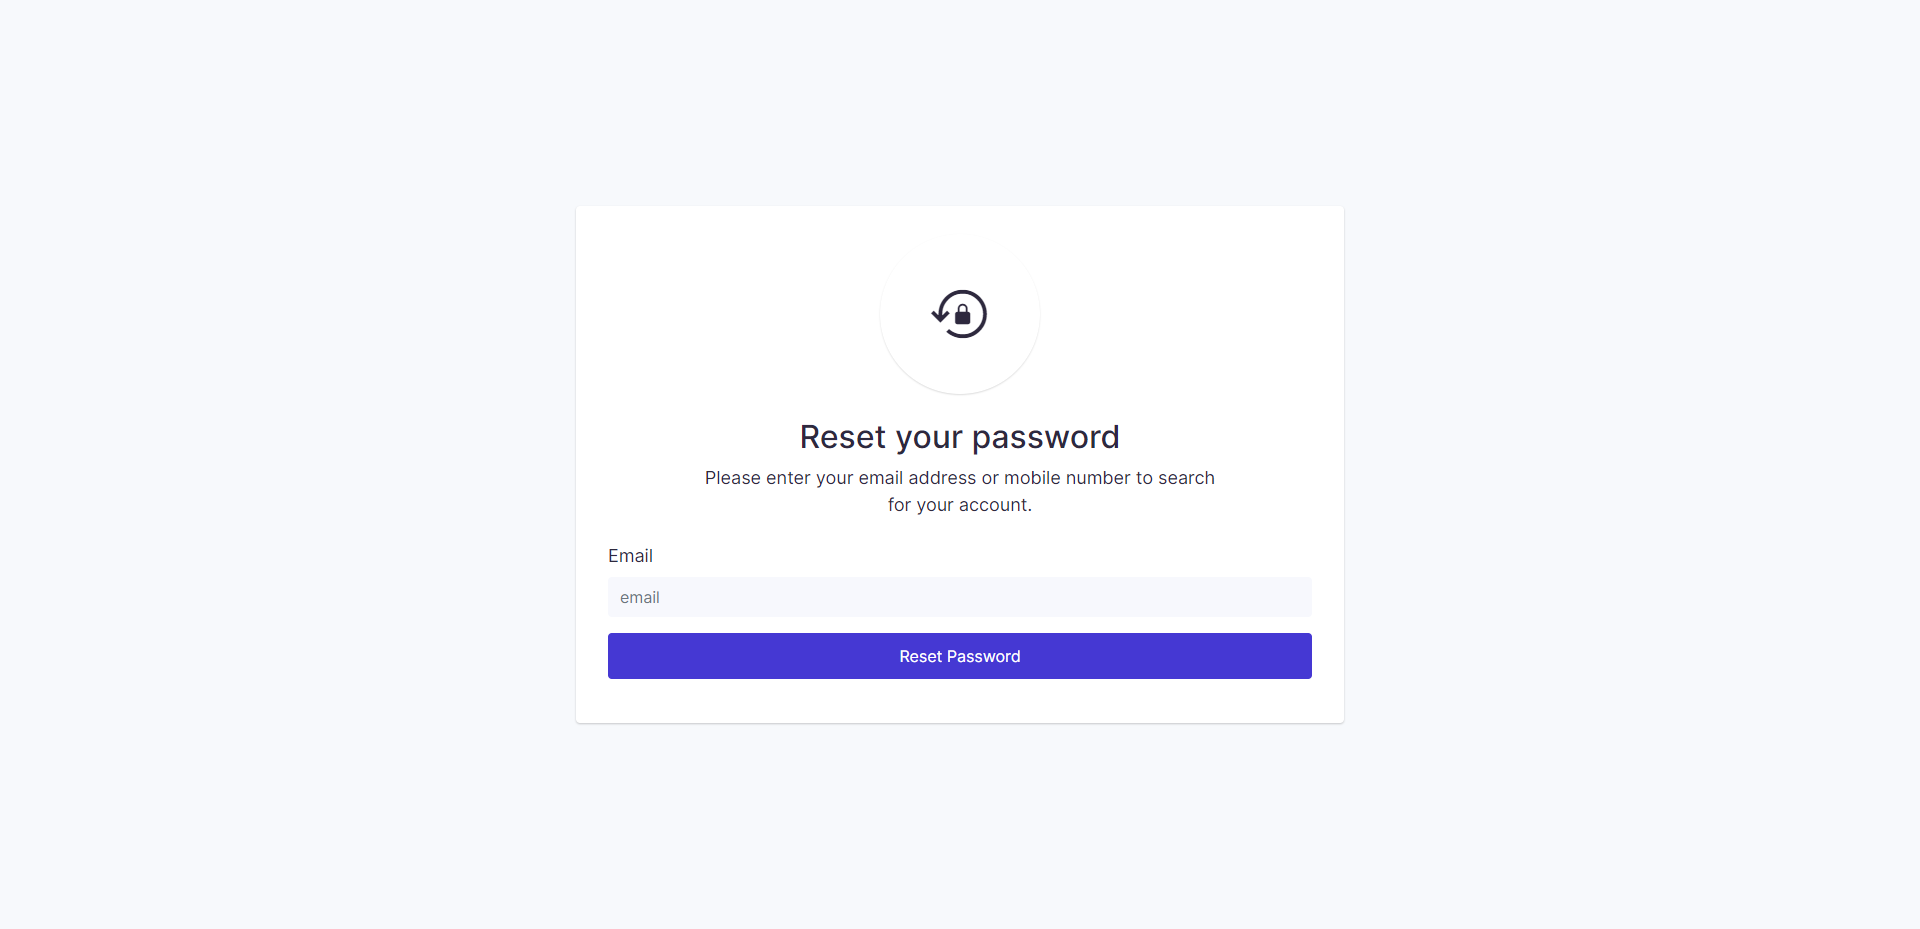 Reset your password
Please enter your email address or mobile number to search
for your account.
Email
email
Reset Password